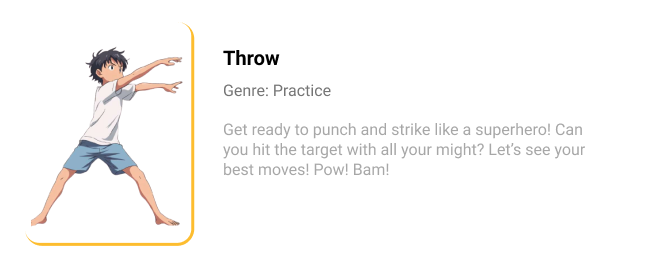 Throw
Genre: Practice
Get ready to punch and strike like a superhero! Can
you hit the target with all your might? Let’s see your
best moves! Pow! Bam!